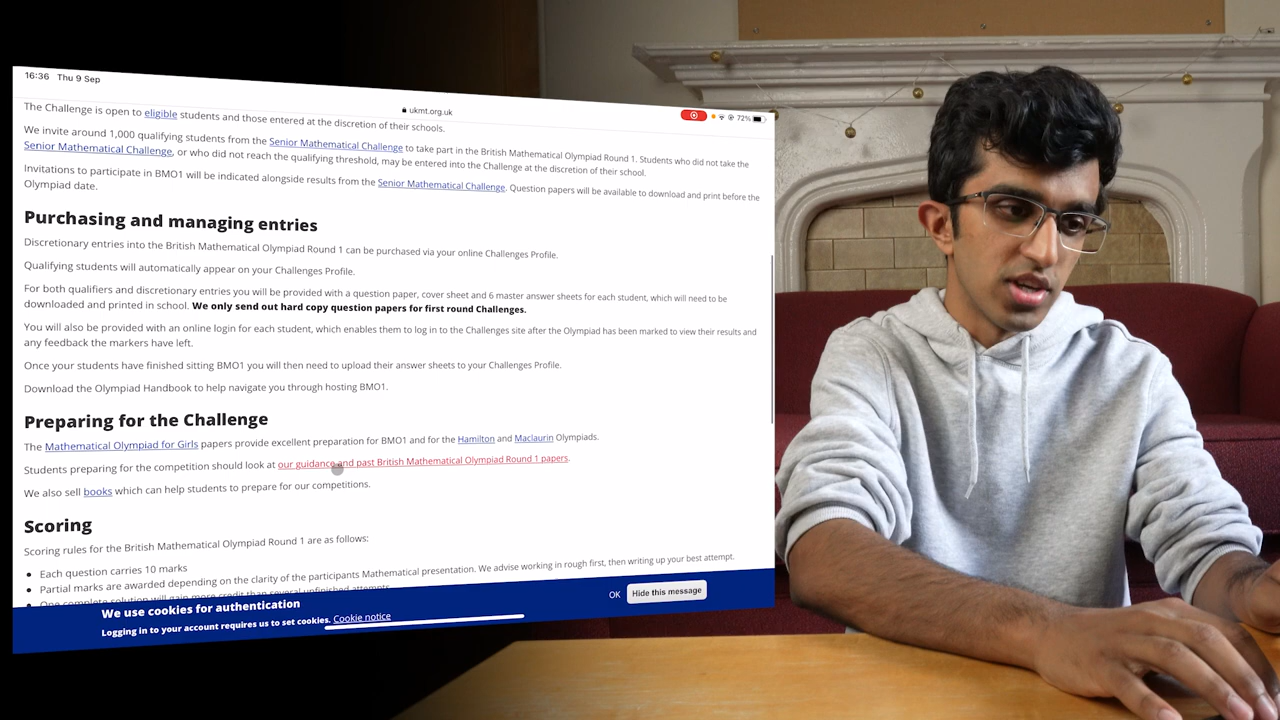 16:36 Thu 9 Sep
ukmt.org.uk
72%
The Challenge is open to eligible students and those entered at the discretion of their schools.
We invite around 1,000 qualifying students from the Senior Mathematical Challenge to take part in the British Mathematical Olympiad Round 1. Students who did not take the
Senior Mathematical Challenge, or who did not reach the qualifying threshold, may be entered into the Challenge at the discretion of their school.
Invitations to participate in BMO1 will be indicated alongside results from the Senior Mathematical Challenge. Question papers will be available to download and print before the
Olympiad date.
Purchasing and managing entries
Discretionary entries into the British Mathematical Olympiad Round 1 can be purchased via your online Challenges Profile.
Qualifying students will automatically appear on your Challenges Profile.
For both qualifiers and discretionary entries you will be provided with a question paper, cover sheet and 6 master answer sheets for each student, which will need to be
downloaded and printed in school. We only send out hard copy question papers for first round Challenges.
You will also be provided with an online login for each student, which enables them to log in to the Challenges site after the Olympiad has been marked to view their results and
any feedback the markers have left.
Once your students have finished sitting BMO1 you will then need to upload their answer sheets to your Challenges Profile.
Download the Olympiad Handbook to help navigate you through hosting BMO1.
Preparing for the Challenge
The Mathematical Olympiad for Girls papers provide excellent preparation for BMO1 and for the Hamilton and Maclaurin Olympiads.
Students preparing for the competition should look at our guidance and past British Mathematical Olympiad Round 1 papers.
We also sell books which can help students to prepare for our competitions.
Scoring
Scoring rules for the British Mathematical Olympiad Round 1 are as follows:
Each question carries 10 marks
Partial marks are awarded depending on the clarity of the participants Mathematical presentation. We advise working in rough first, then writing up your best attempt.
One complete solution will gain more credit than several unfinished attempts
We use cookies for authentication
Logging in to your account requires us to set cookies. Cookie notice
OK
Hide this message